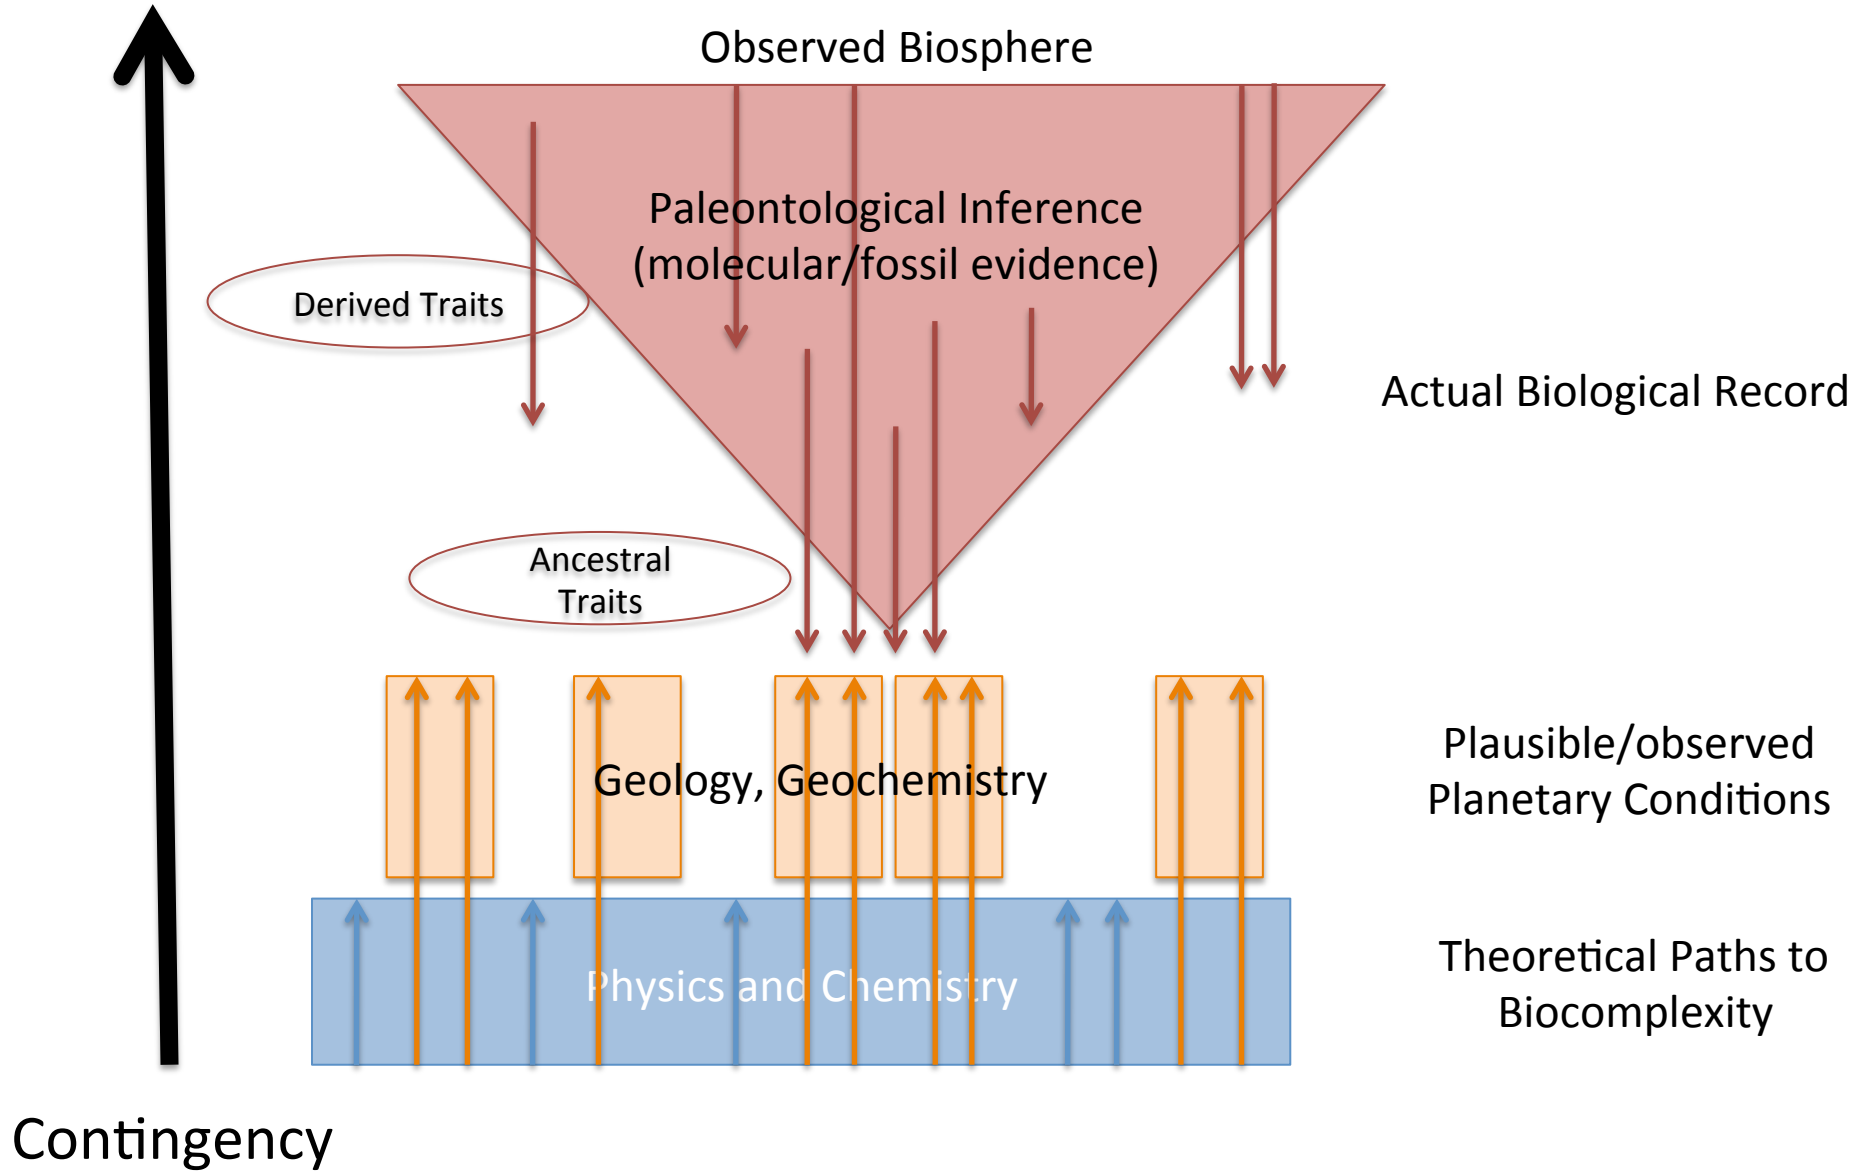 Observed Biosphere
Paleontological Inference
(molecular/fossil evidence)
Derived Traits
Actual Biological Record
Ancestral
Traits
Geology, Geochemistry
Plausible/observed
Planetary Conditions
Physics and Chemistry
Theoretical Paths to
Biocomplexity
Contingency